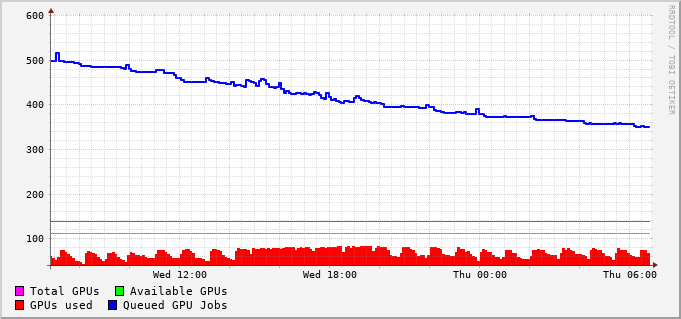 RRDTOOL / TOBI OETIKER
600
500
400
300
200
100
Wed 12:00 Wed 18:00 Thu 00:00 Thu 06:00
Total GPUs Available GPUs
GPUs used Queued GPU Jobs